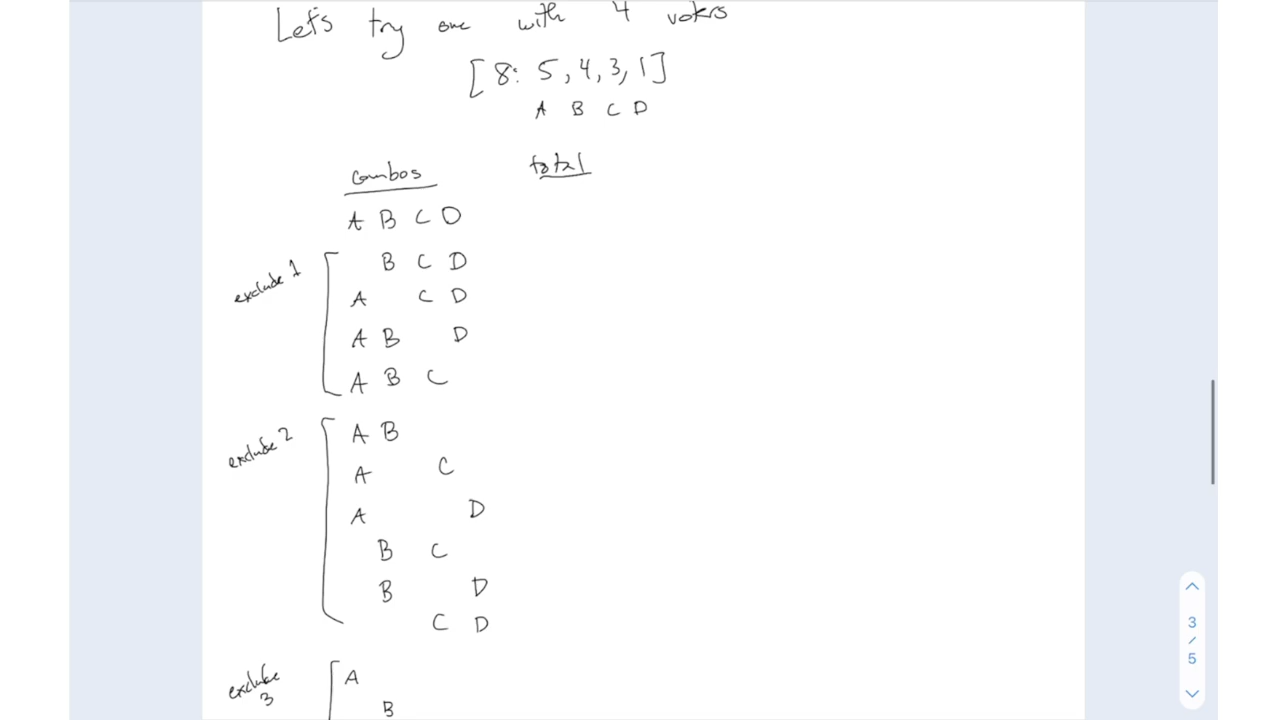 Let's try one with 4 voters
[8: 5, 4, 3, 1]
A B C D
combos total
A B C D
exclude 1
B C D
A C D
A B D
A B C
exclude 2
A B
A C
A D
B C
B D
C D
exclude 3
A
B
3 / 5